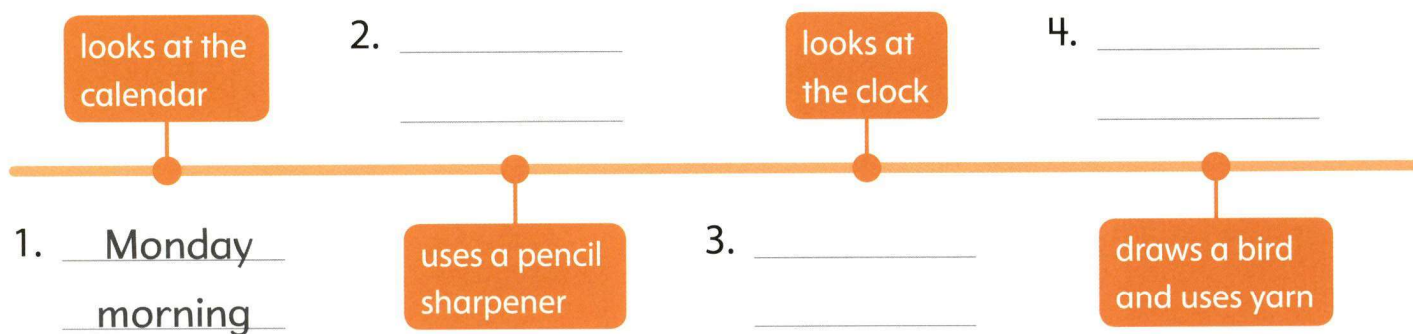 looks at the
calendar
2.
looks at
the clock
4.
1. Monday
morning
uses a pencil
sharpener
3.
draws a bird
and uses yarn